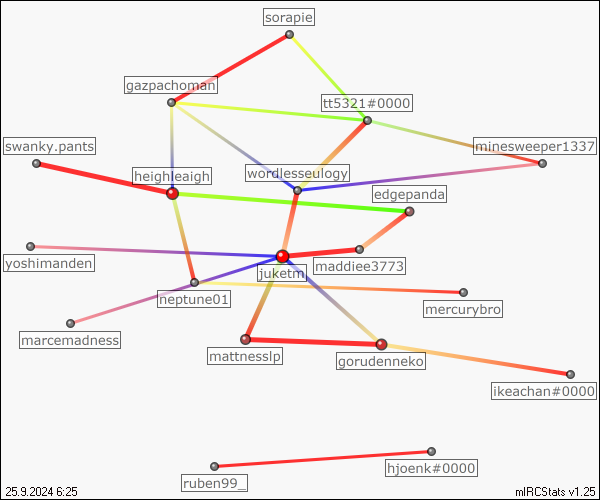 sorapie
gazpachoman
tt5321#0000
swanky.pants
minesweeper1337
heighleaigh
wordlesseulogy
edgepanda
yoshimanden
juketm
maddiee3773
neptune01
mercurybro
marcemadness
mattnesslp
gorudenneko
ikeachan#0000
hjoenk#0000
ruben99_
25.9.2024 6:25
mIRCStats v1.25